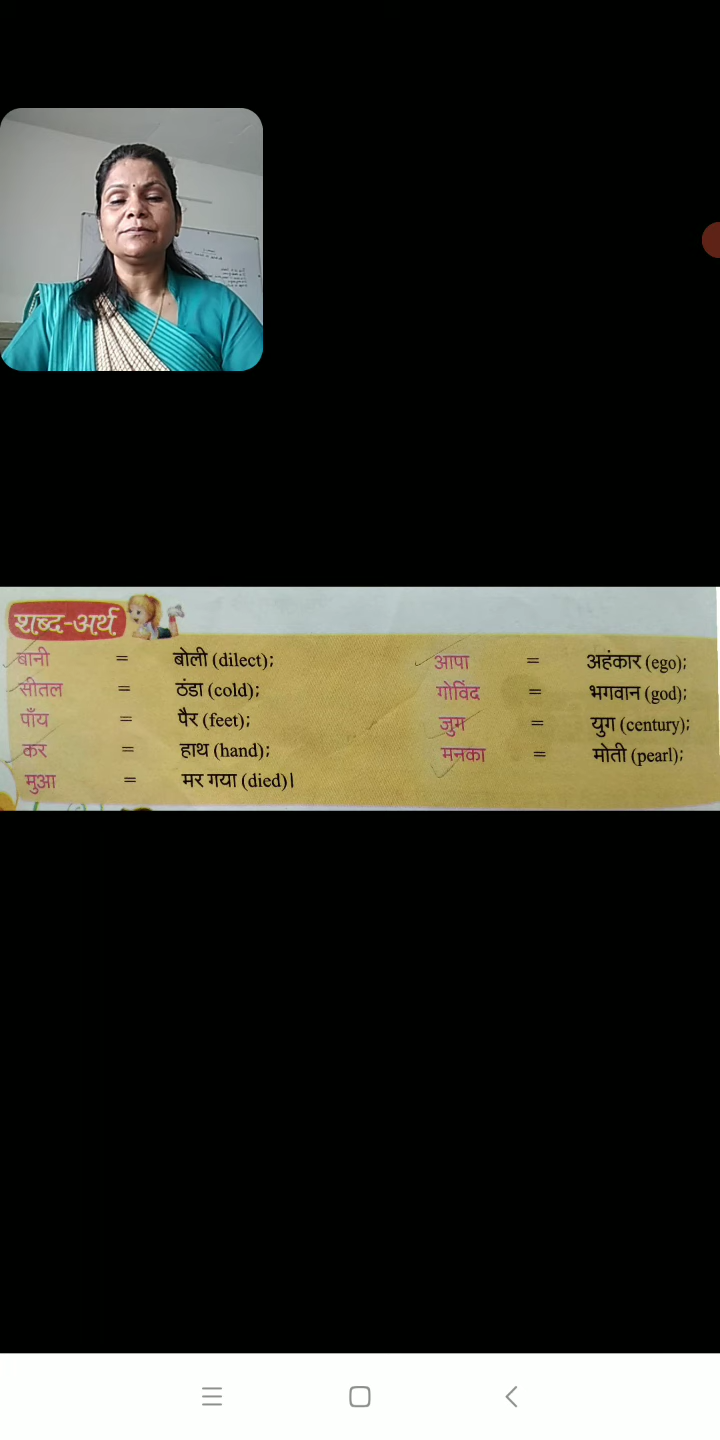 शब्द-अर्थ
बानी = बोली (dilect); आपा = अहंकार (ego);
सीतल = ठंडा (cold); गोविंद = भगवान (god);
पाँय = पैर (feet); जुग = युग (century);
कर = हाथ (hand); मनका = मोती (pearl);
मुआ = मर गया (died)।